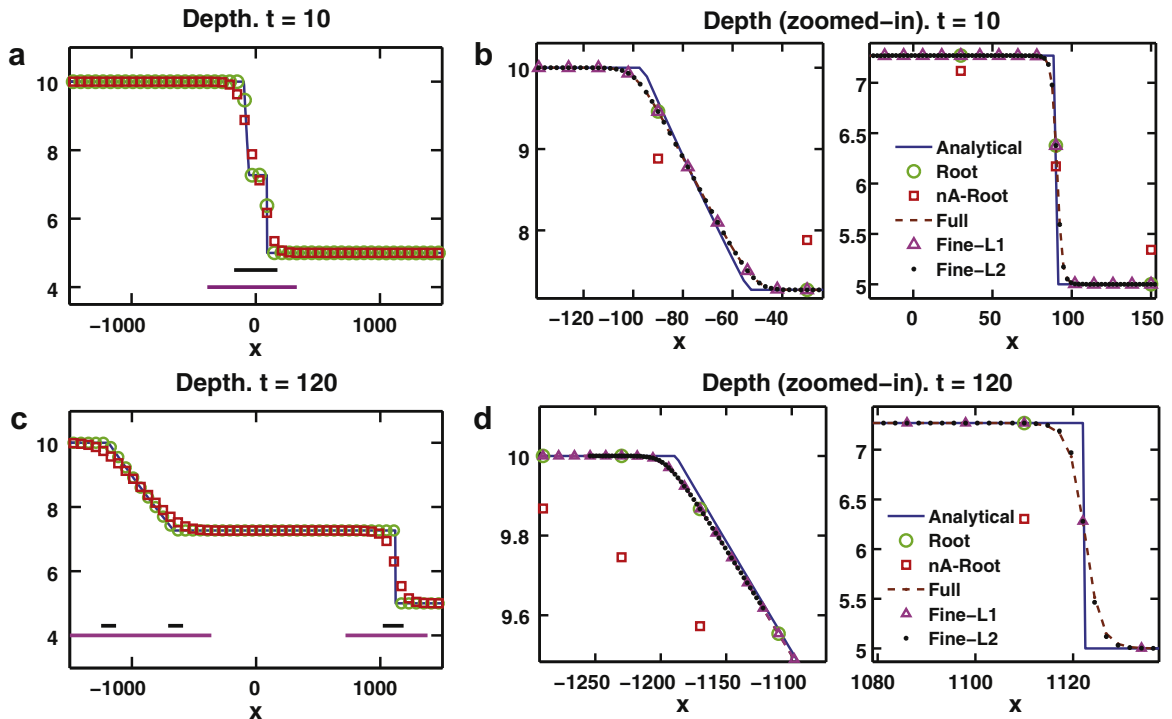 Depth. t = 10
Depth (zoomed−in). t = 10
a
10
8
6
4
−1000
0
1000
x
b
10
9
8
−120
−100
−80
−60
−40
x
7
6.5
6
5.5
5
Analytical
Root
nA−Root
Full
Fine−L1
Fine−L2
0
50
100
150
x
Depth. t = 120
Depth (zoomed−in). t = 120
c
10
8
6
4
−1000
0
1000
x
d
10
9.8
9.6
−1250
−1200
−1150
−1100
x
7
6.5
6
5.5
5
Analytical
Root
nA−Root
Full
Fine−L1
Fine−L2
1080
1100
1120
x